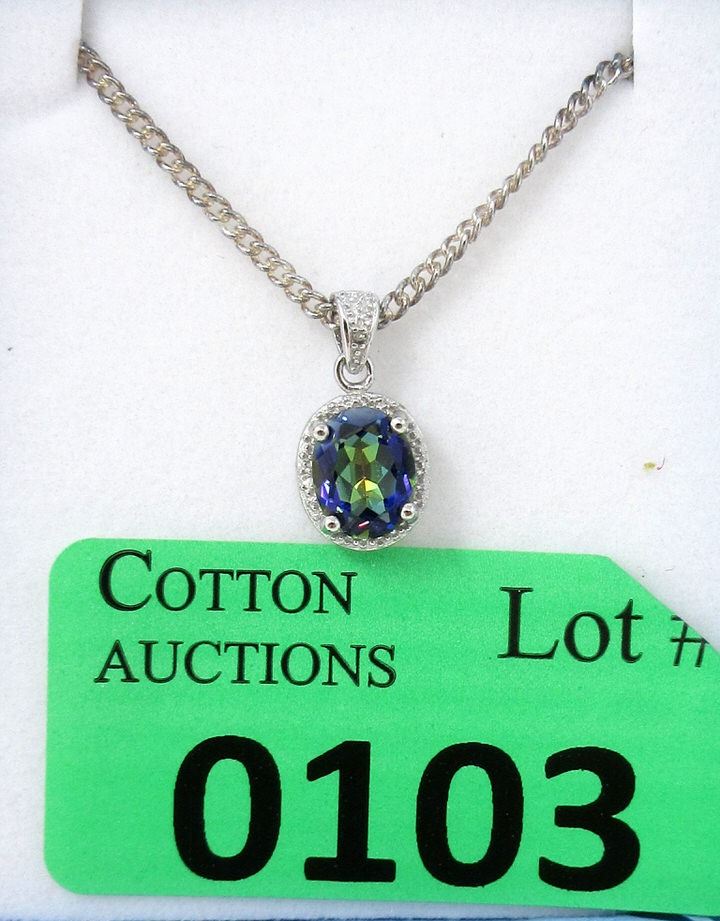 COTTON
AUCTIONS
Lot #
0103